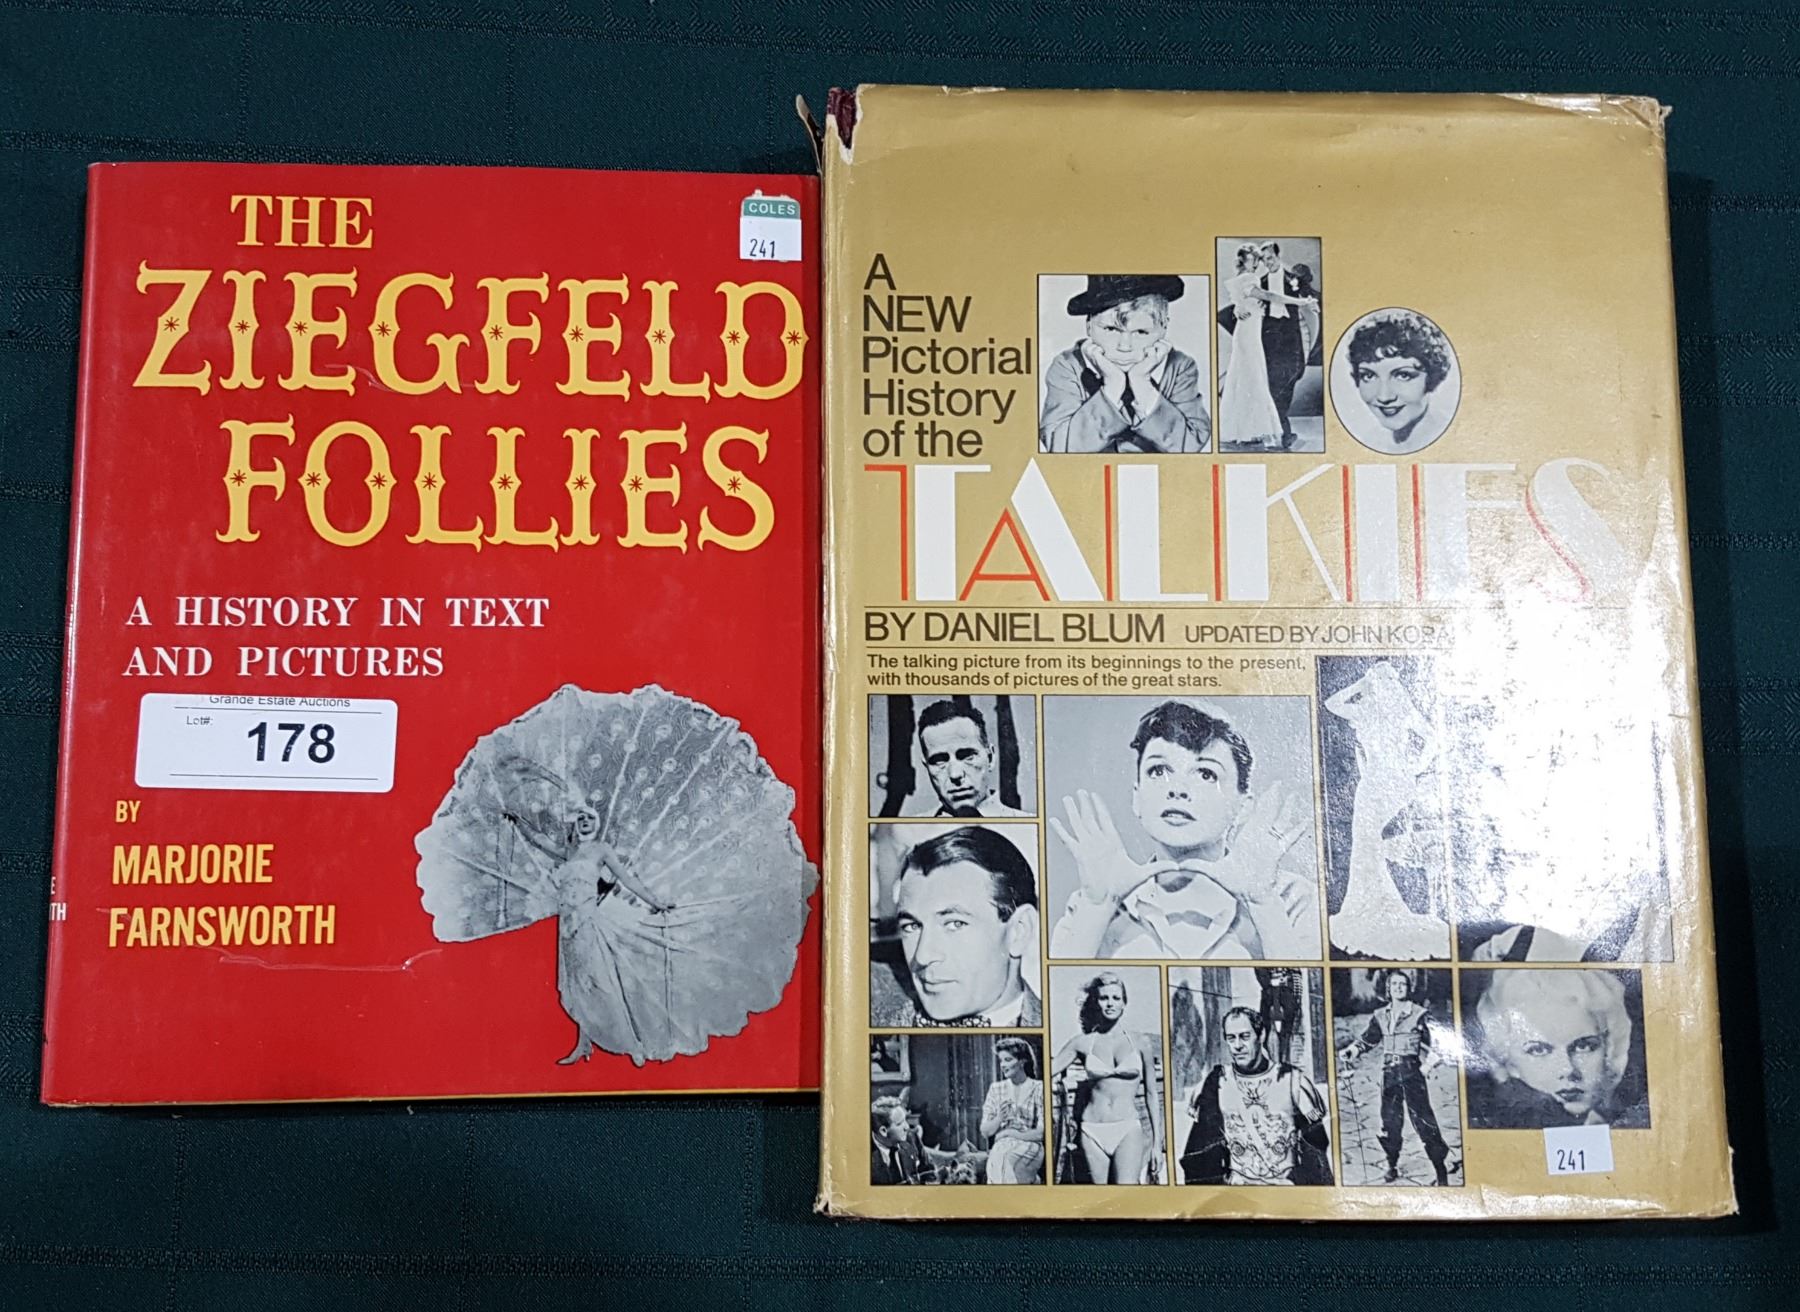 THE
ZIEGFELD
FOLLIES
COLES
241
A HISTORY IN TEXT
AND PICTURES
Grande Estate Auctions
Lot#: 178
BY
MARJORIE
FARNSWORTH
E
TH
A
NEW
Pictorial
History
of the
TALKIES
BY DANIEL BLUM UPDATED BY JOHN KOBA
The talking picture from its beginnings to the present,
with thousands of pictures of the great stars.
241